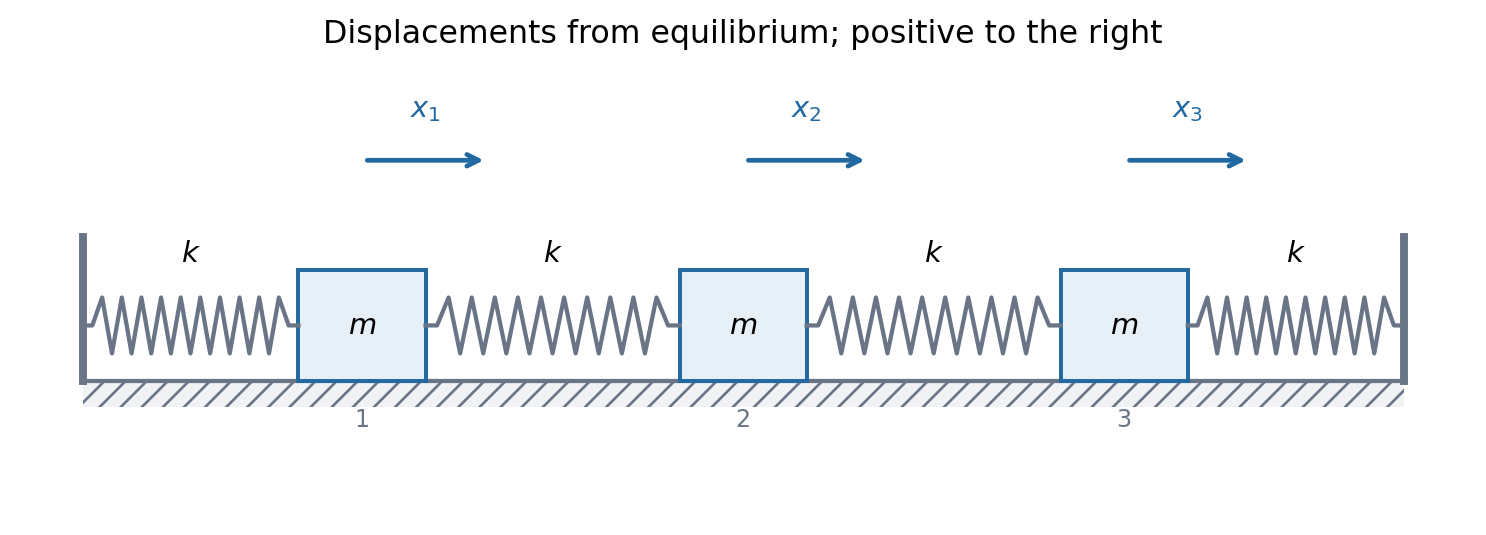 Displacements from equilibrium; positive to the right
x₁ x₂ x₃
k k k k
m m m
1 2 3